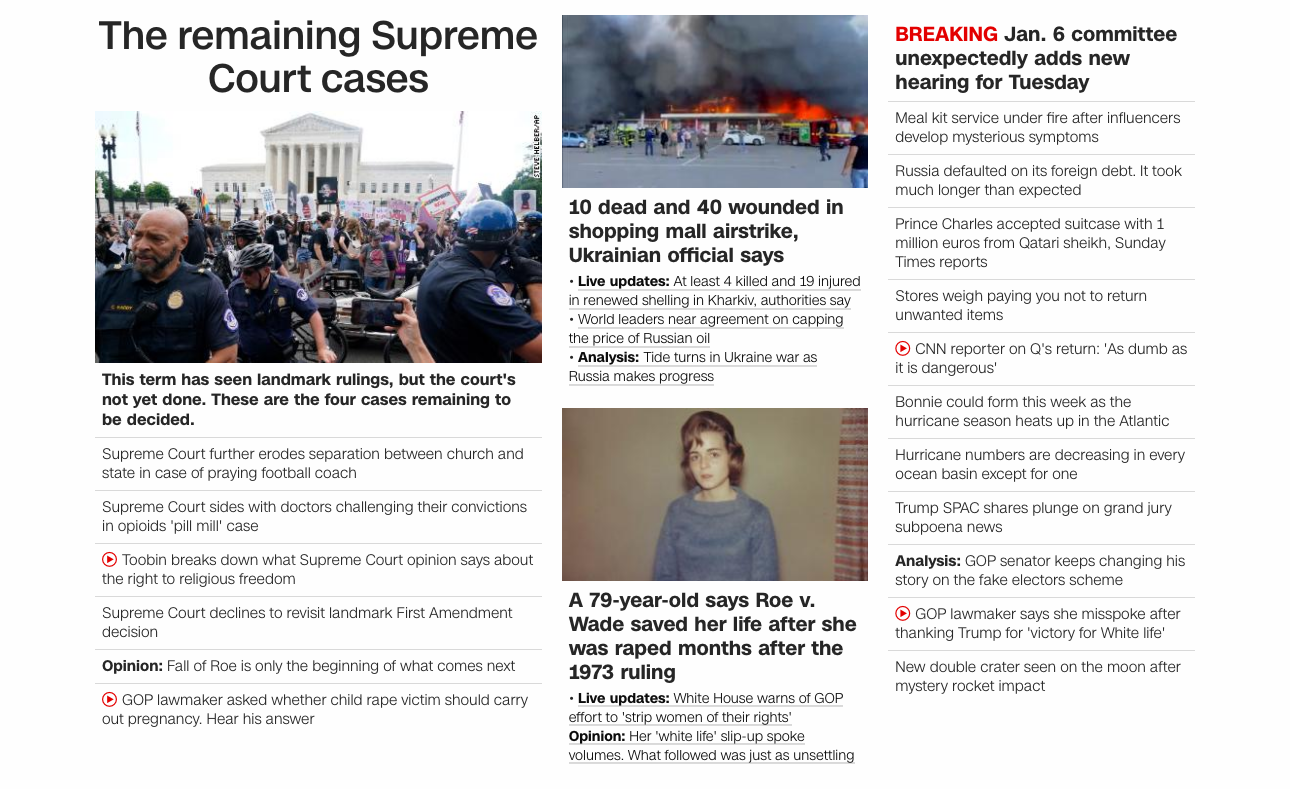 The remaining Supreme
Court cases
STEVE HELBER/AP
This term has seen landmark rulings, but the court's
not yet done. These are the four cases remaining to
be decided.
Supreme Court further erodes separation between church and
state in case of praying football coach
Supreme Court sides with doctors challenging their convictions
in opioids 'pill mill' case
Toobin breaks down what Supreme Court opinion says about
the right to religious freedom
Supreme Court declines to revisit landmark First Amendment
decision
Opinion: Fall of Roe is only the beginning of what comes next
GOP lawmaker asked whether child rape victim should carry
out pregnancy. Hear his answer
10 dead and 40 wounded in
shopping mall airstrike,
Ukrainian official says
• Live updates: At least 4 killed and 19 injured
in renewed shelling in Kharkiv, authorities say
• World leaders near agreement on capping
the price of Russian oil
• Analysis: Tide turns in Ukraine war as
Russia makes progress
A 79-year-old says Roe v.
Wade saved her life after she
was raped months after the
1973 ruling
• Live updates: White House warns of GOP
effort to 'strip women of their rights'
Opinion: Her 'white life' slip-up spoke
volumes. What followed was just as unsettling
BREAKING Jan. 6 committee
unexpectedly adds new
hearing for Tuesday
Meal kit service under fire after influencers
develop mysterious symptoms
Russia defaulted on its foreign debt. It took
much longer than expected
Prince Charles accepted suitcase with 1
million euros from Qatari sheikh, Sunday
Times reports
Stores weigh paying you not to return
unwanted items
CNN reporter on Q's return: 'As dumb as
it is dangerous'
Bonnie could form this week as the
hurricane season heats up in the Atlantic
Hurricane numbers are decreasing in every
ocean basin except for one
Trump SPAC shares plunge on grand jury
subpoena news
Analysis: GOP senator keeps changing his
story on the fake electors scheme
GOP lawmaker says she misspoke after
thanking Trump for 'victory for White life'
New double crater seen on the moon after
mystery rocket impact